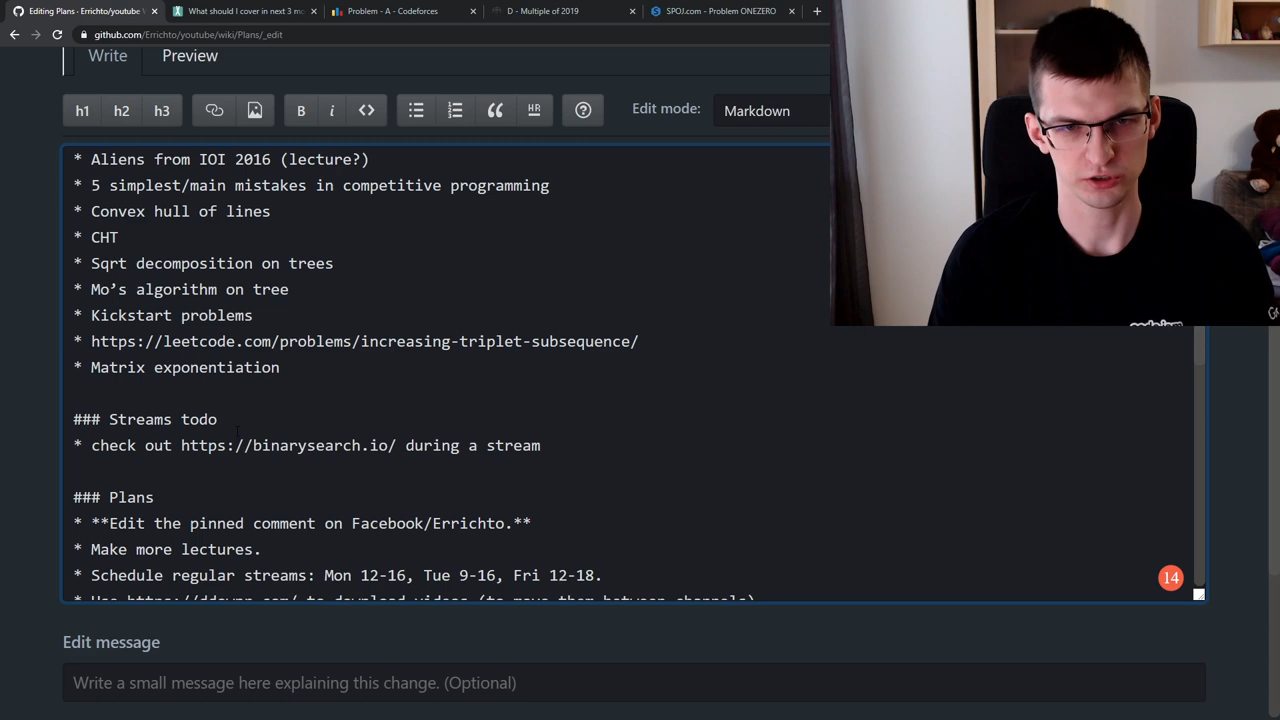 Editing Plans · Errichto/youtube
What should I cover in next 3 mo
Problem - A - Codeforces
D - Multiple of 2019
SPOJ.com - Problem ONEZERO
github.com/Errichto/youtube/wiki/Plans/_edit
Write
Preview
h1
h2
h3
B
i
HR
Edit mode:
Markdown
* Aliens from IOI 2016 (lecture?)
* 5 simplest/main mistakes in competitive programming
* Convex hull of lines
* CHT
* Sqrt decomposition on trees
* Mo’s algorithm on tree
* Kickstart problems
* https://leetcode.com/problems/increasing-triplet-subsequence/
* Matrix exponentiation
### Streams todo
* check out https://binarysearch.io/ during a stream
### Plans
* **Edit the pinned comment on Facebook/Errichto.**
* Make more lectures.
* Schedule regular streams: Mon 12-16, Tue 9-16, Fri 12-18.
14
Edit message
Write a small message here explaining this change. (Optional)